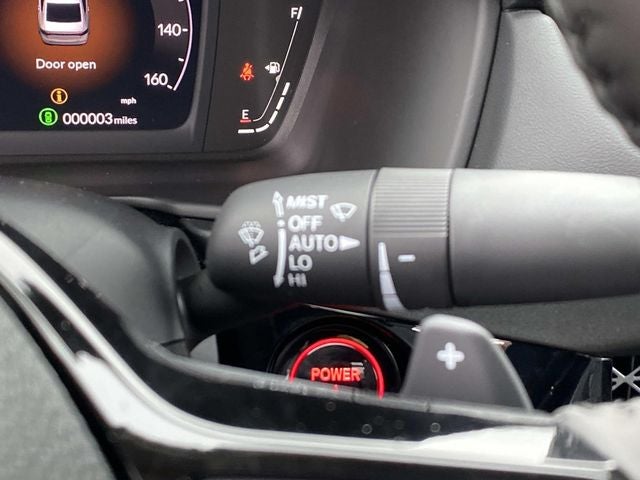 140
160
Door open
mph
000003 miles
F
E
MIST
OFF
AUTO
LO
HI
-
POWER
+